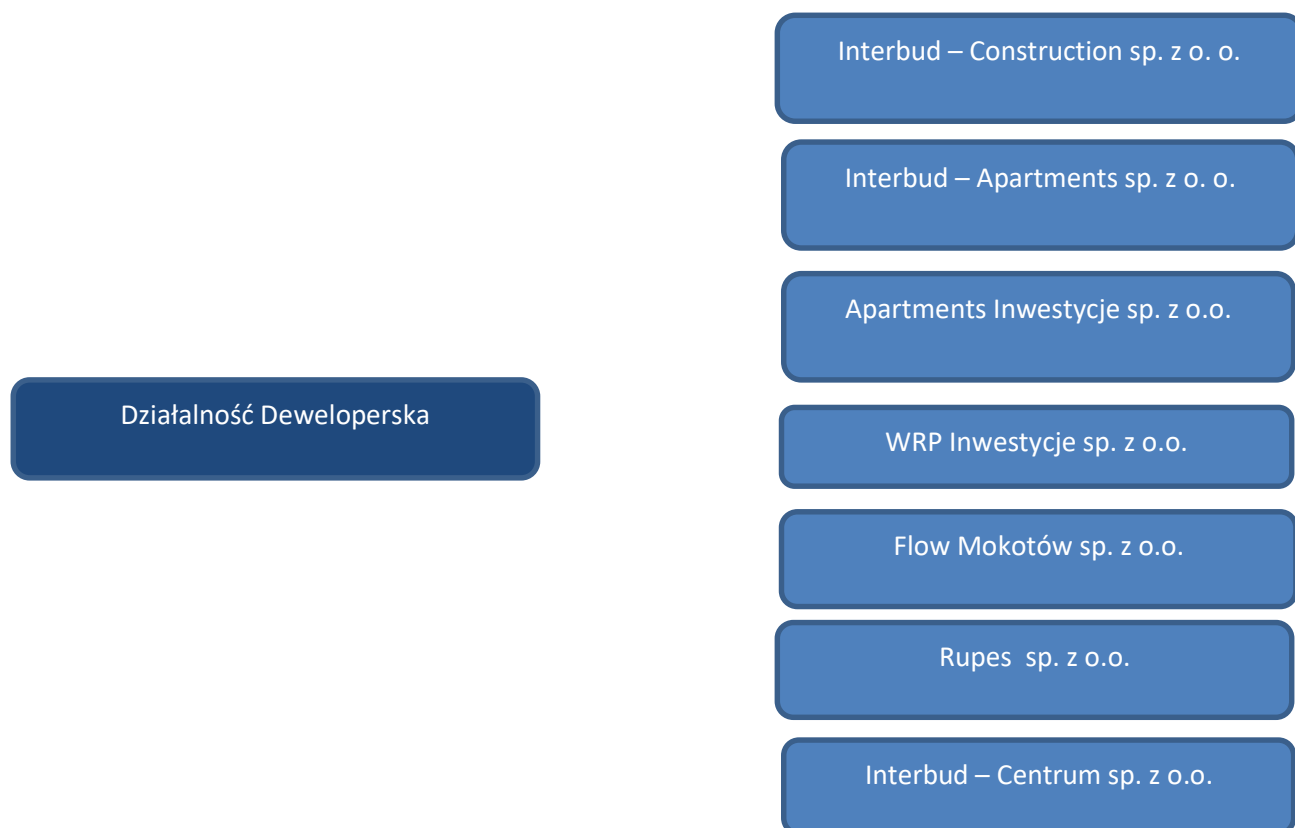 Interbud – Construction sp. z o. o.
Interbud – Apartments sp. z o. o.
Apartments Inwestycje sp. z o.o.
Działalność Deweloperska
WRP Inwestycje sp. z o.o.
Flow Mokotów sp. z o.o.
Rupes sp. z o.o.
Interbud – Centrum sp. z o.o.